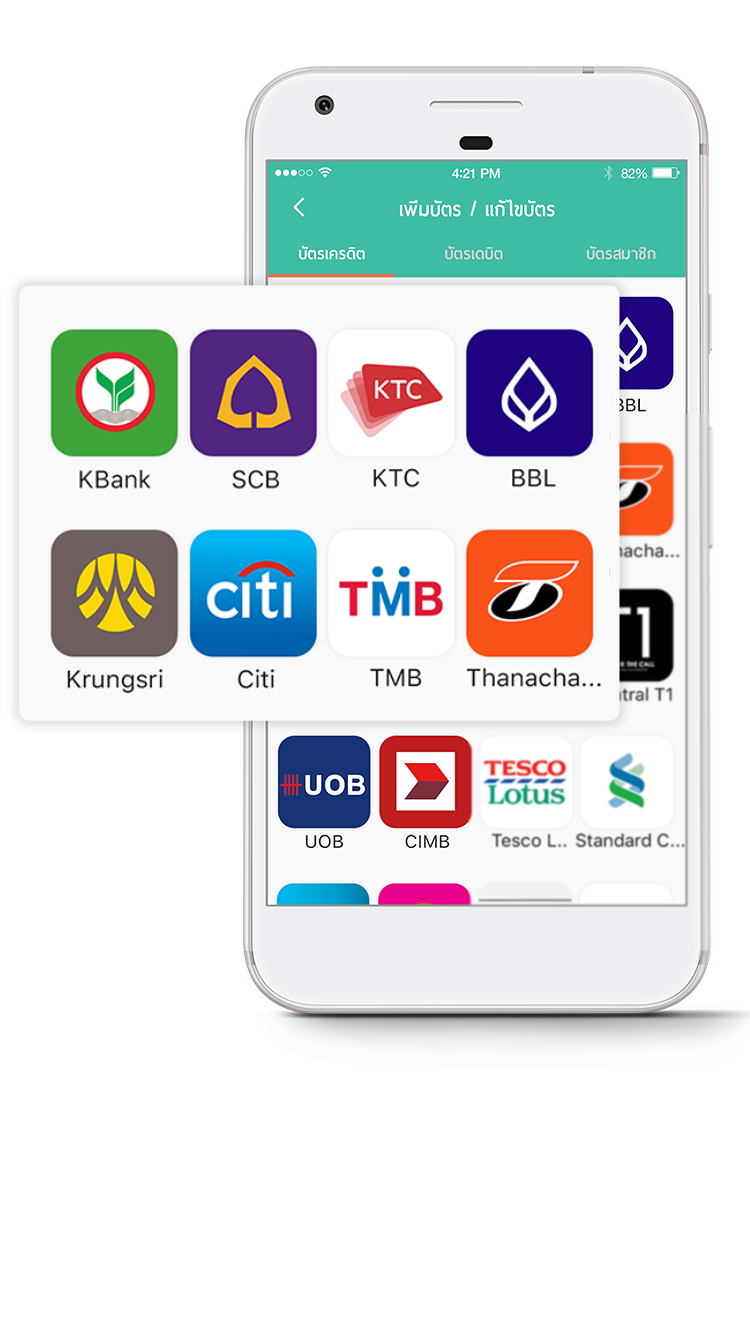 4:21 PM
82%
เพิ่มบัตร / แก้ไขบัตร
บัตรเครดิต
บัตรเดบิต
บัตรสมาชิก
KTC
KBank
SCB
KTC
BBL
BBL
citi
TMB
Krungsri
Citi
TMB
Thanacha...
nacha...
T1
THE CALL
ntral T1
UOB
TESCO
Lotus
UOB
CIMB
Tesco L..
Standard C...